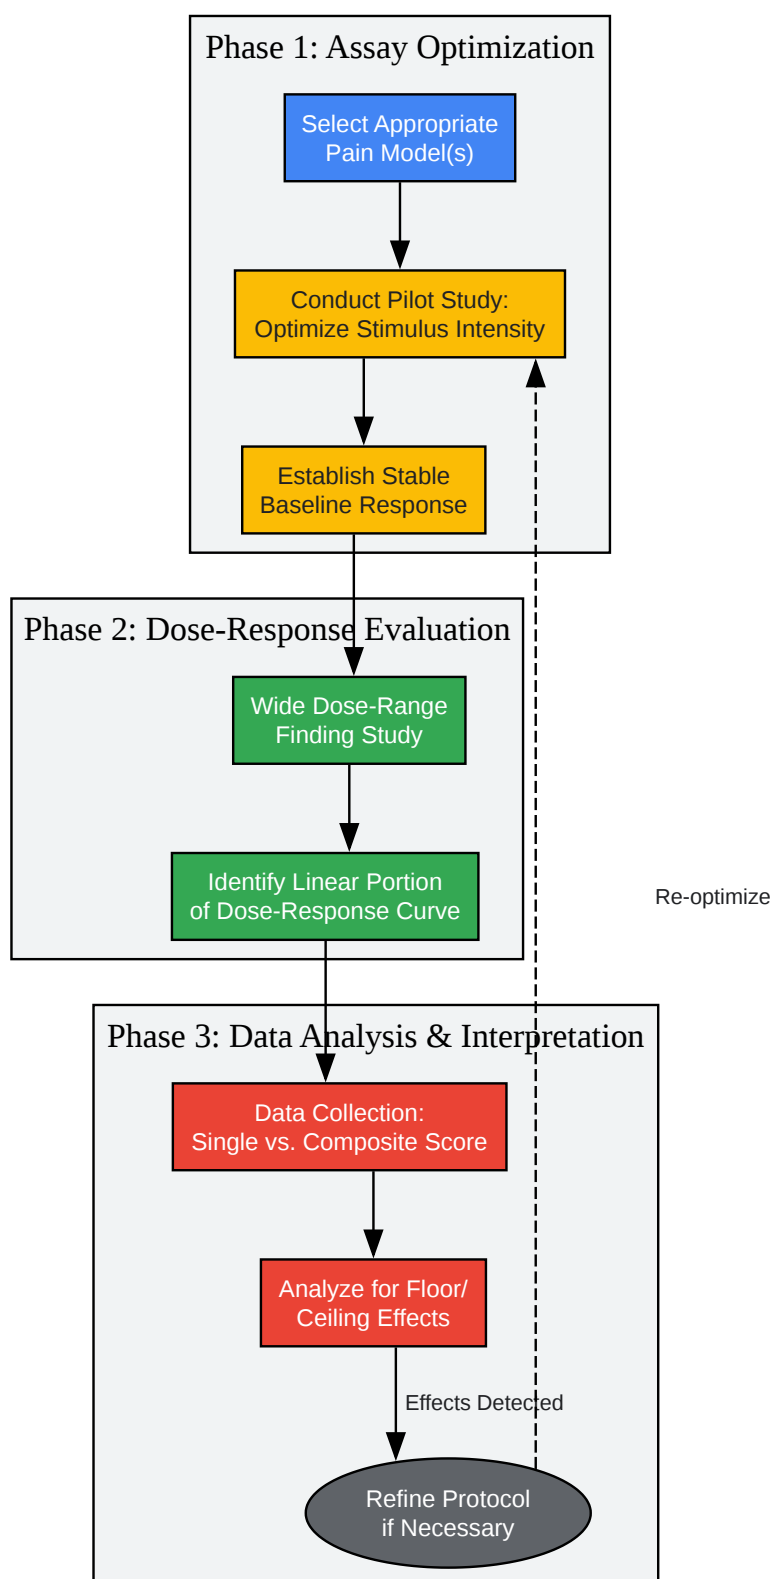 Phase 1: Assay Optimization
Select Appropriate
Pain Model(s)
Conduct Pilot Study:
Optimize Stimulus Intensity
Establish Stable
Baseline Response
Phase 2: Dose-Response Evaluation
Wide Dose-Range
Finding Study
Identify Linear Portion
of Dose-Response Curve
Re-optimize
Phase 3: Data Analysis & Interpretation
Data Collection:
Single vs. Composite Score
Analyze for Floor/
Ceiling Effects
Effects Detected
Refine Protocol
if Necessary